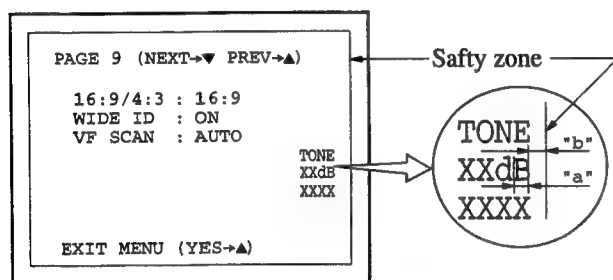 PAGE 9 (NEXT→▼ PREV→▲)
16:9/4:3 : 16:9
WIDE ID : ON
VF SCAN : AUTO
TONE
XXdB
XXXX
EXIT MENU (YES→▲)
Safty zone
TONE
XXdB
XXXX
"b"
"a"